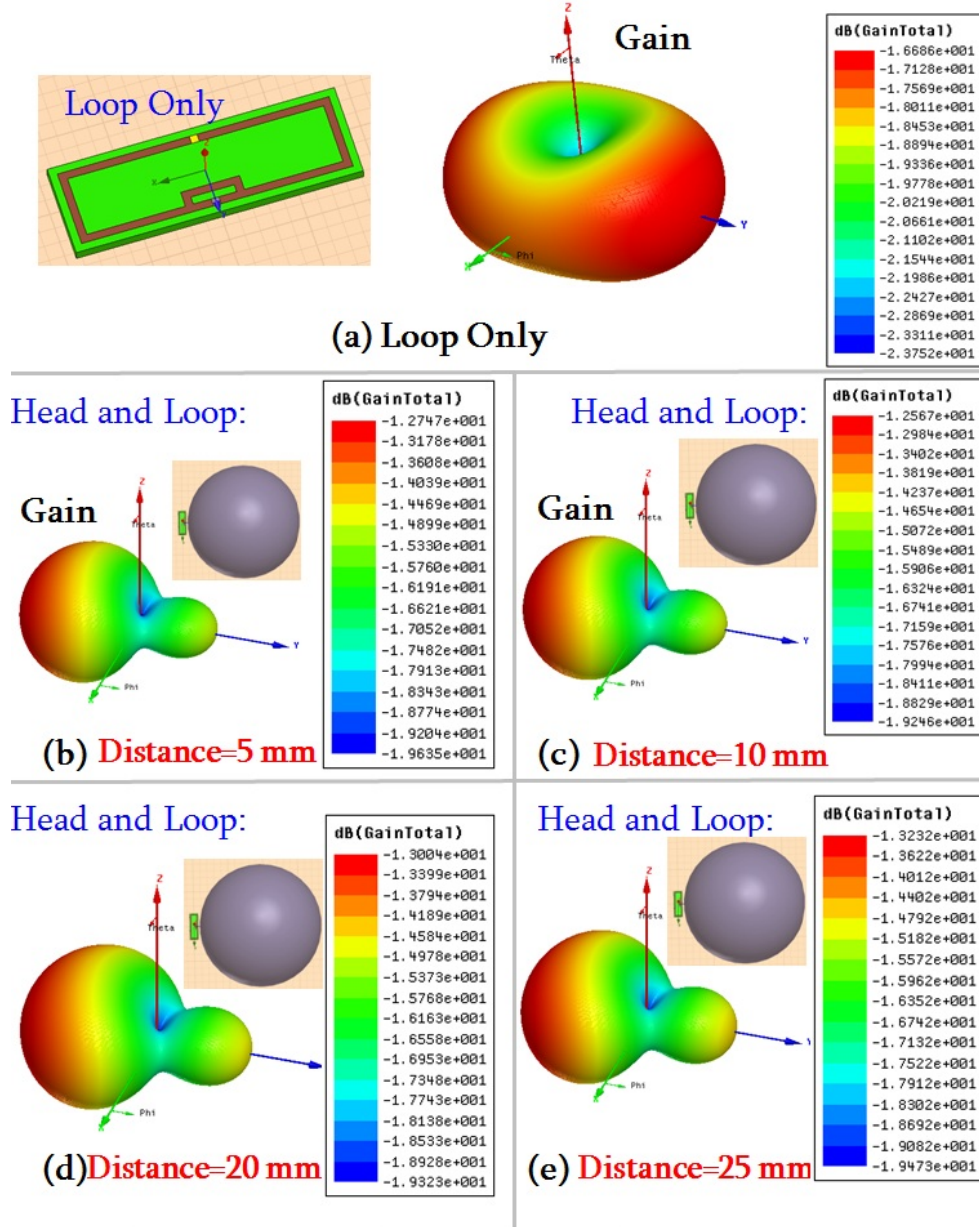 Loop Only
Z
Theta
Gain
X
Y
Z
Y
X
Phi
dB(GainTotal)
-1.6686e+001
-1.7128e+001
-1.7569e+001
-1.8011e+001
-1.8453e+001
-1.8894e+001
-1.9336e+001
-1.9778e+001
-2.0219e+001
-2.0661e+001
-2.1102e+001
-2.1544e+001
-2.1986e+001
-2.2427e+001
-2.2869e+001
-2.3311e+001
-2.3752e+001
(a) Loop Only
Head and Loop:
Gain
Z
Theta
Y
X
Phi
dB(GainTotal)
-1.2747e+001
-1.3178e+001
-1.3608e+001
-1.4039e+001
-1.4469e+001
-1.4899e+001
-1.5330e+001
-1.5760e+001
-1.6191e+001
-1.6621e+001
-1.7052e+001
-1.7482e+001
-1.7913e+001
-1.8343e+001
-1.8774e+001
-1.9204e+001
-1.9635e+001
(b) Distance=5 mm
Head and Loop:
Gain
Z
Theta
Y
X
Phi
dB(GainTotal)
-1.2567e+001
-1.2984e+001
-1.3402e+001
-1.3819e+001
-1.4237e+001
-1.4654e+001
-1.5072e+001
-1.5489e+001
-1.5906e+001
-1.6324e+001
-1.6741e+001
-1.7159e+001
-1.7576e+001
-1.7994e+001
-1.8411e+001
-1.8829e+001
-1.9246e+001
(c) Distance=10 mm
Head and Loop:
Z
Theta
X
Phi
dB(GainTotal)
-1.3004e+001
-1.3399e+001
-1.3794e+001
-1.4189e+001
-1.4584e+001
-1.4978e+001
-1.5373e+001
-1.5768e+001
-1.6163e+001
-1.6558e+001
-1.6953e+001
-1.7348e+001
-1.7743e+001
-1.8138e+001
-1.8533e+001
-1.8928e+001
-1.9323e+001
(d) Distance=20 mm
Head and Loop:
Z
Theta
X
Phi
dB(GainTotal)
-1.3232e+001
-1.3622e+001
-1.4012e+001
-1.4402e+001
-1.4792e+001
-1.5182e+001
-1.5572e+001
-1.5962e+001
-1.6352e+001
-1.6742e+001
-1.7132e+001
-1.7522e+001
-1.7912e+001
-1.8302e+001
-1.8692e+001
-1.9082e+001
-1.9473e+001
(e) Distance=25 mm